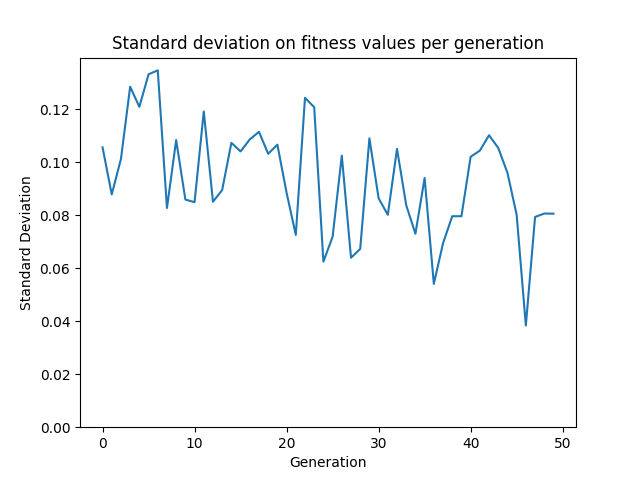 Standard deviation on fitness values per generation
Standard Deviation
0.12
0.10
0.08
0.06
0.04
0.02
0.00
0 10 20 30 40 50
Generation